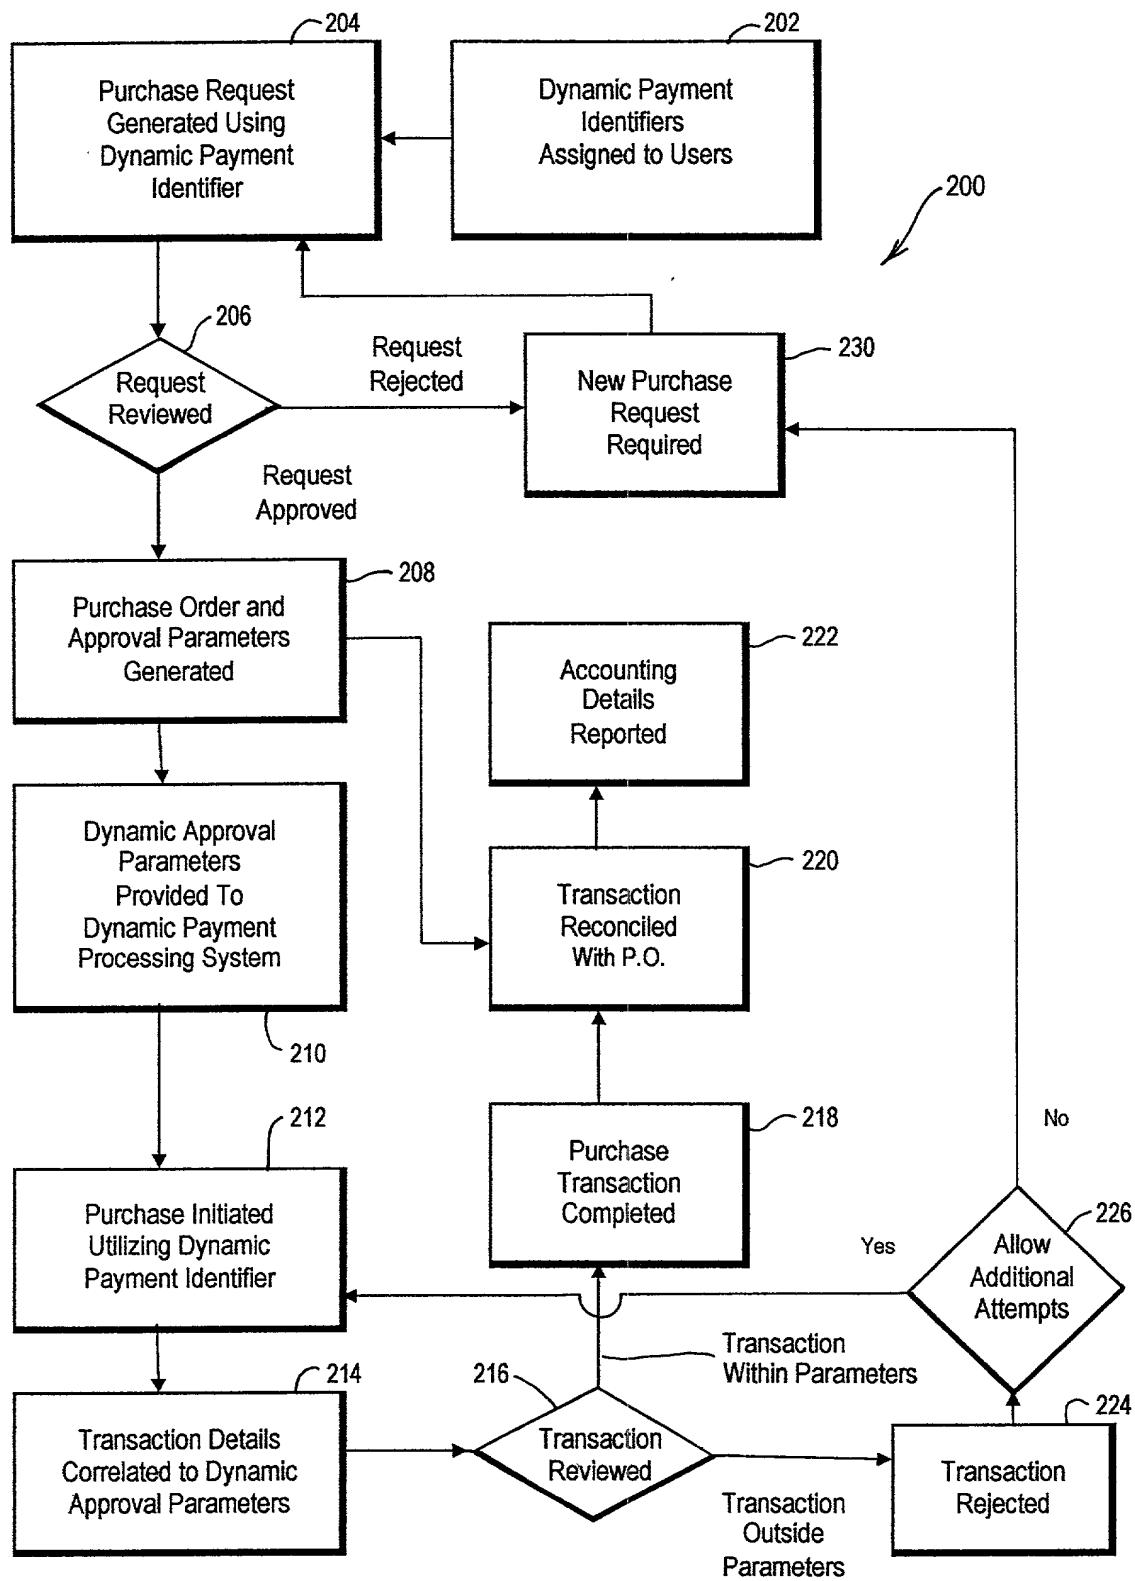 204
Purchase Request
Generated Using
Dynamic Payment
Identifier
202
Dynamic Payment
Identifiers
Assigned to Users
200
206
Request
Reviewed
Request
Rejected
230
New Purchase
Request
Required
Request
Approved
208
Purchase Order and
Approval Parameters
Generated
222
Accounting
Details
Reported
Dynamic Approval
Parameters
Provided To
Dynamic Payment
Processing System
210
220
Transaction
Reconciled
With P.O.
212
Purchase Initiated
Utilizing Dynamic
Payment Identifier
218
Purchase
Transaction
Completed
No
Yes
226
Allow
Additional
Attempts
Transaction
Within Parameters
214
Transaction Details
Correlated to Dynamic
Approval Parameters
216
Transaction
Reviewed
Transaction
Outside
Parameters
224
Transaction
Rejected